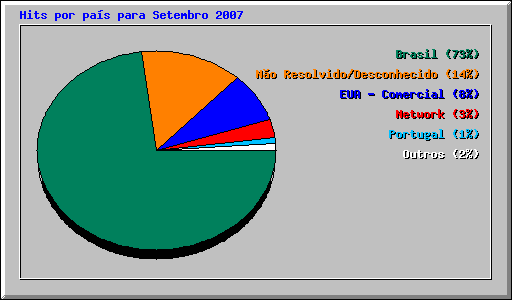 Hits por país para Setembro 2007
Brasil (73%)
Não Resolvido/Desconhecido (14%)
EUA - Comercial (8%)
Network (3%)
Portugal (1%)
Outros (2%)